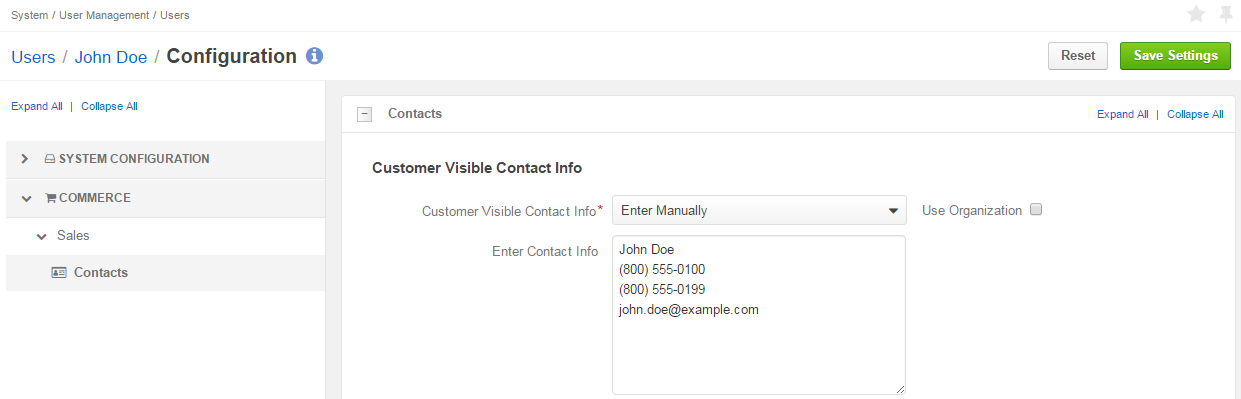 System / User Management / Users
Users / John Doe / Configuration
Reset
Save Settings
Expand All | Collapse All
SYSTEM CONFIGURATION
COMMERCE
Sales
Contacts
Contacts
Expand All | Collapse All
Customer Visible Contact Info
Customer Visible Contact Info* Enter Manually Use Organization
Enter Contact Info
John Doe
(800) 555-0100
(800) 555-0199
john.doe@example.com